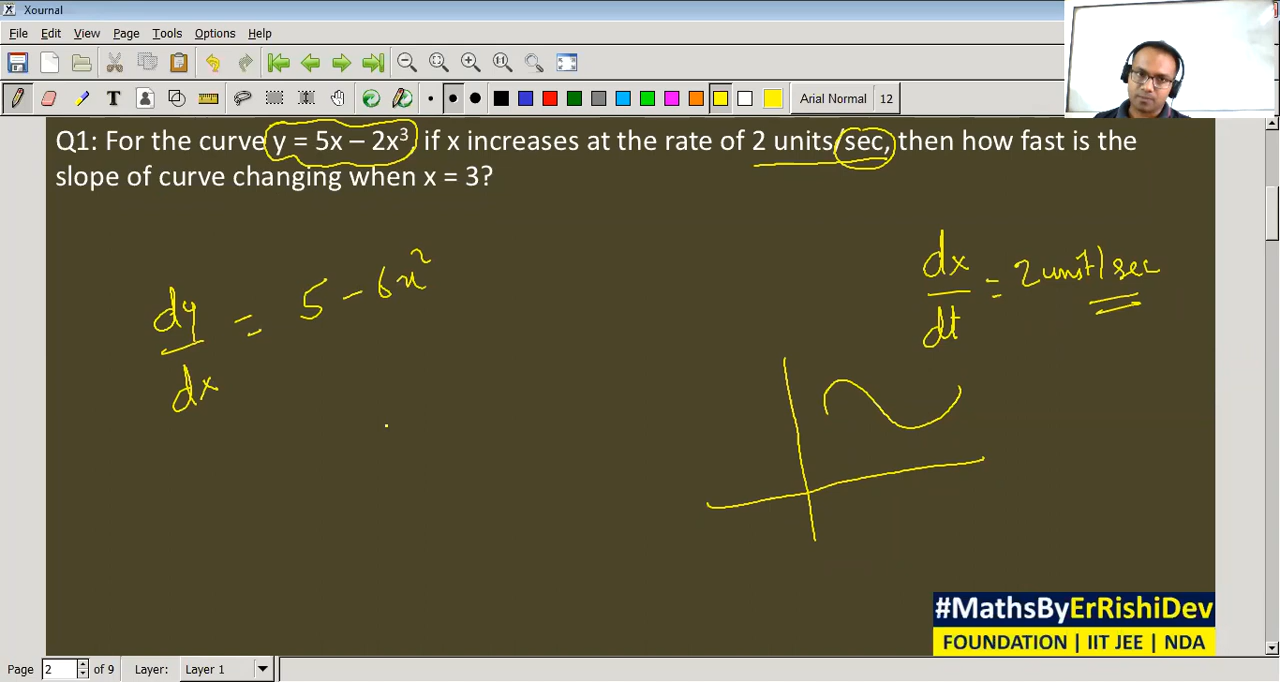 Xournal
File Edit View Page Tools Options Help
Arial Normal 12
Q1: For the curve y = 5x – 2x³, if x increases at the rate of 2 units/sec, then how fast is the
slope of curve changing when x = 3?
dy/dx = 5 - 6x²
dx/dt = 2 unit/sec
#MathsByErRishiDev
FOUNDATION | IIT JEE | NDA
Page 2 of 9 Layer: Layer 1